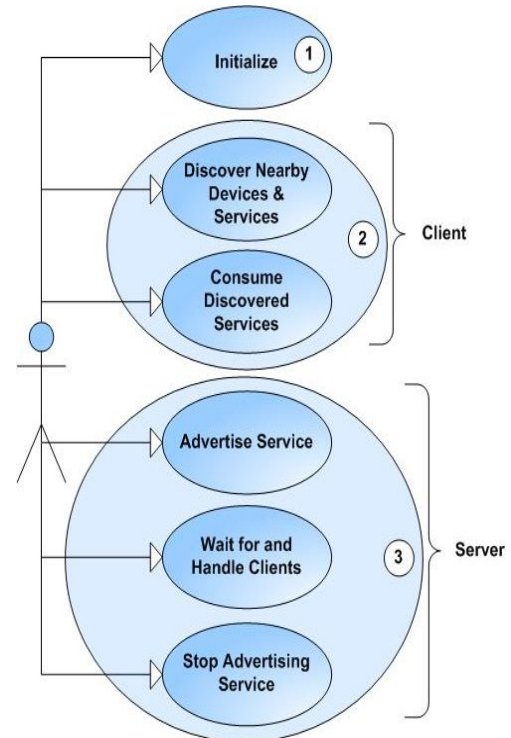 Initialize
1
Discover Nearby
Devices &
Services
2
Client
Consume
Discovered
Services
Advertise Service
Wait for and
Handle Clients
3
Server
Stop Advertising
Service